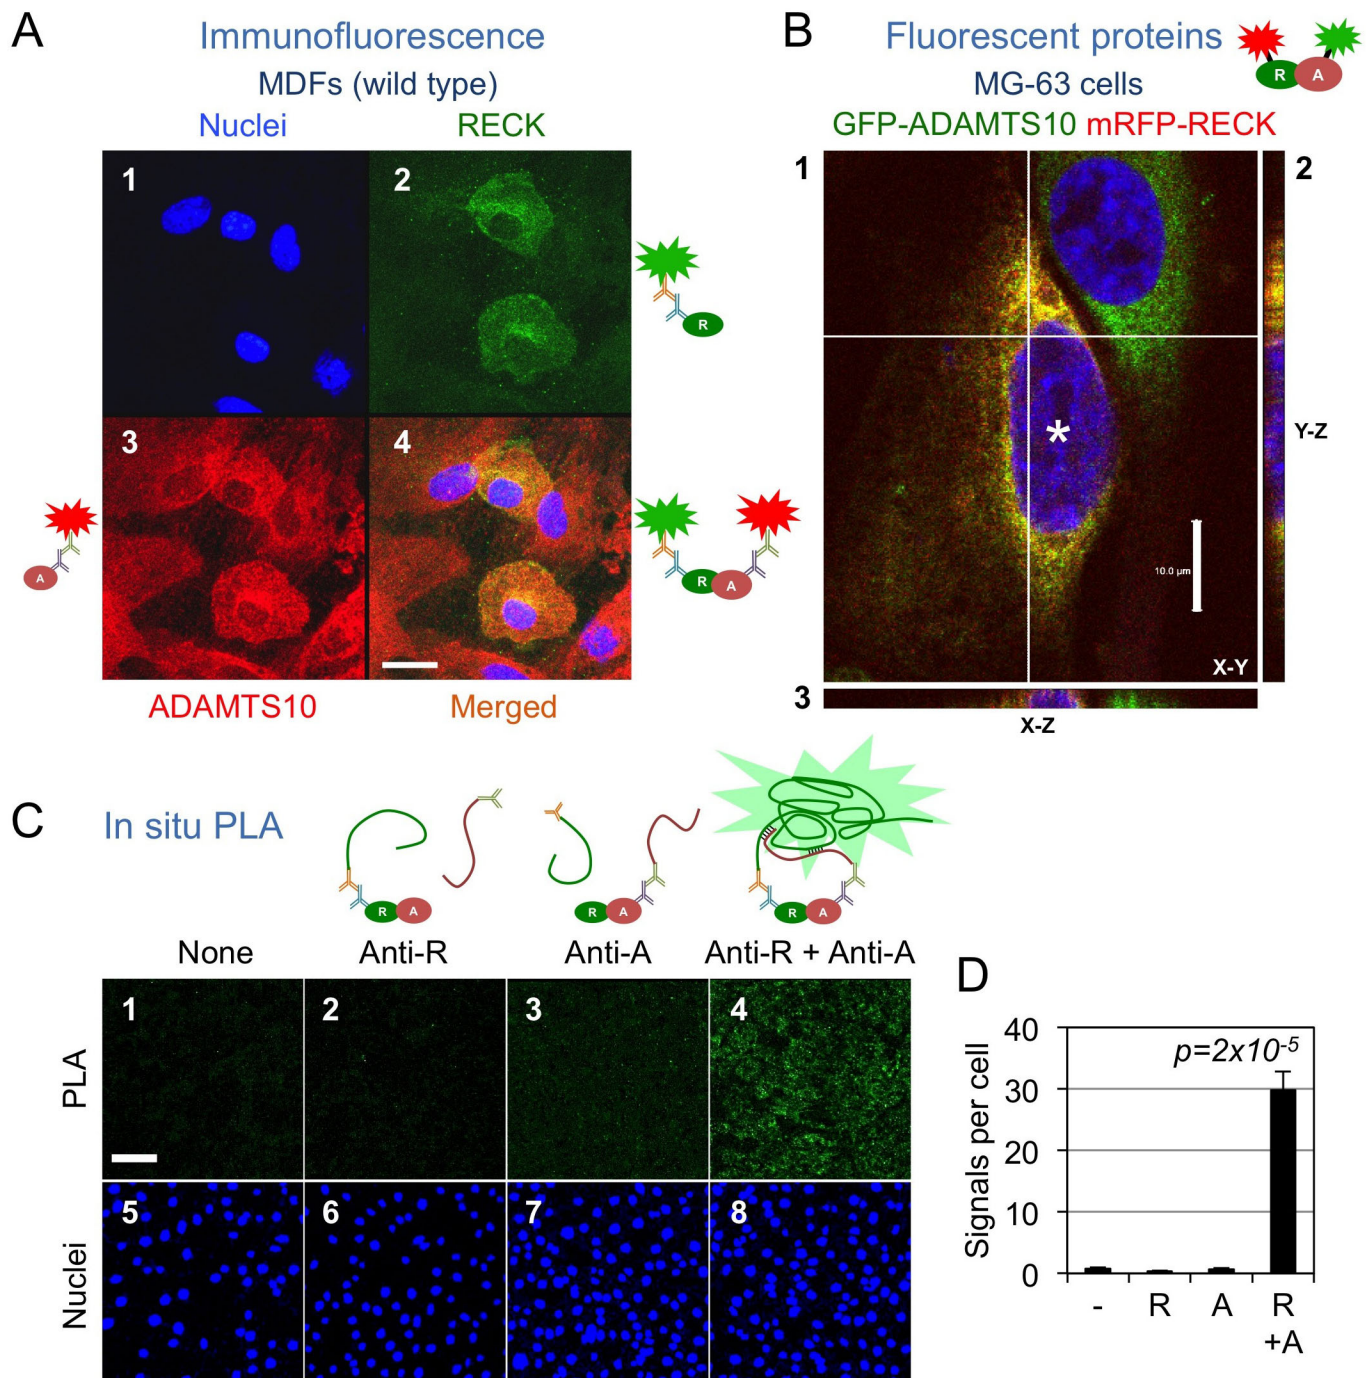 A
Immunofluorescence
MDFs (wild type)
Nuclei RECK
1 2
R
3 4
A
R A
ADAMTS10 Merged
B
Fluorescent proteins
R A
MG-63 cells
GFP-ADAMTS10 mRFP-RECK
1 2
*
Y-Z
10.0 µm
X-Y
3
X-Z
C
In situ PLA
R A R A R A
None Anti-R Anti-A Anti-R + Anti-A
PLA
1 2 3 4
Nuclei
5 6 7 8
D
Signals per cell
40
p=2x10-5
30
20
10
0
- R A R
+A